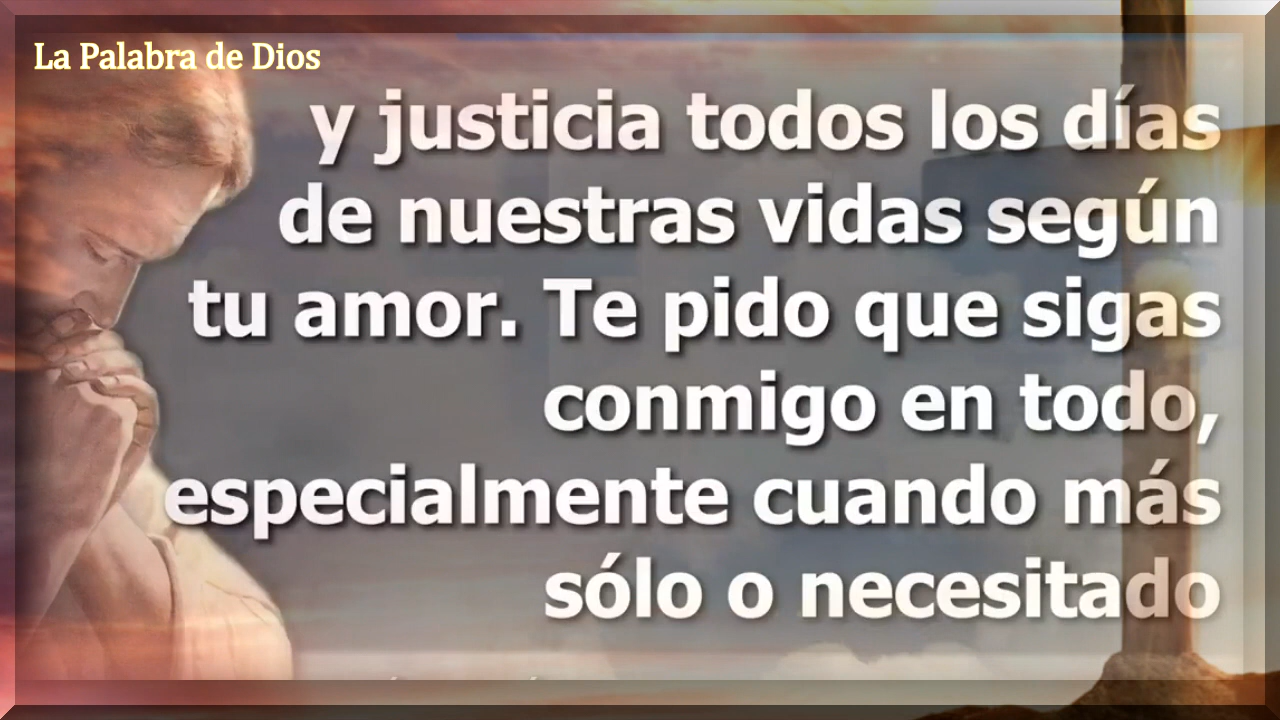 La Palabra de Dios
y justicia todos los días
de nuestras vidas según
tu amor. Te pido que sigas
conmigo en todo,
especialmente cuando más
sólo o necesitado